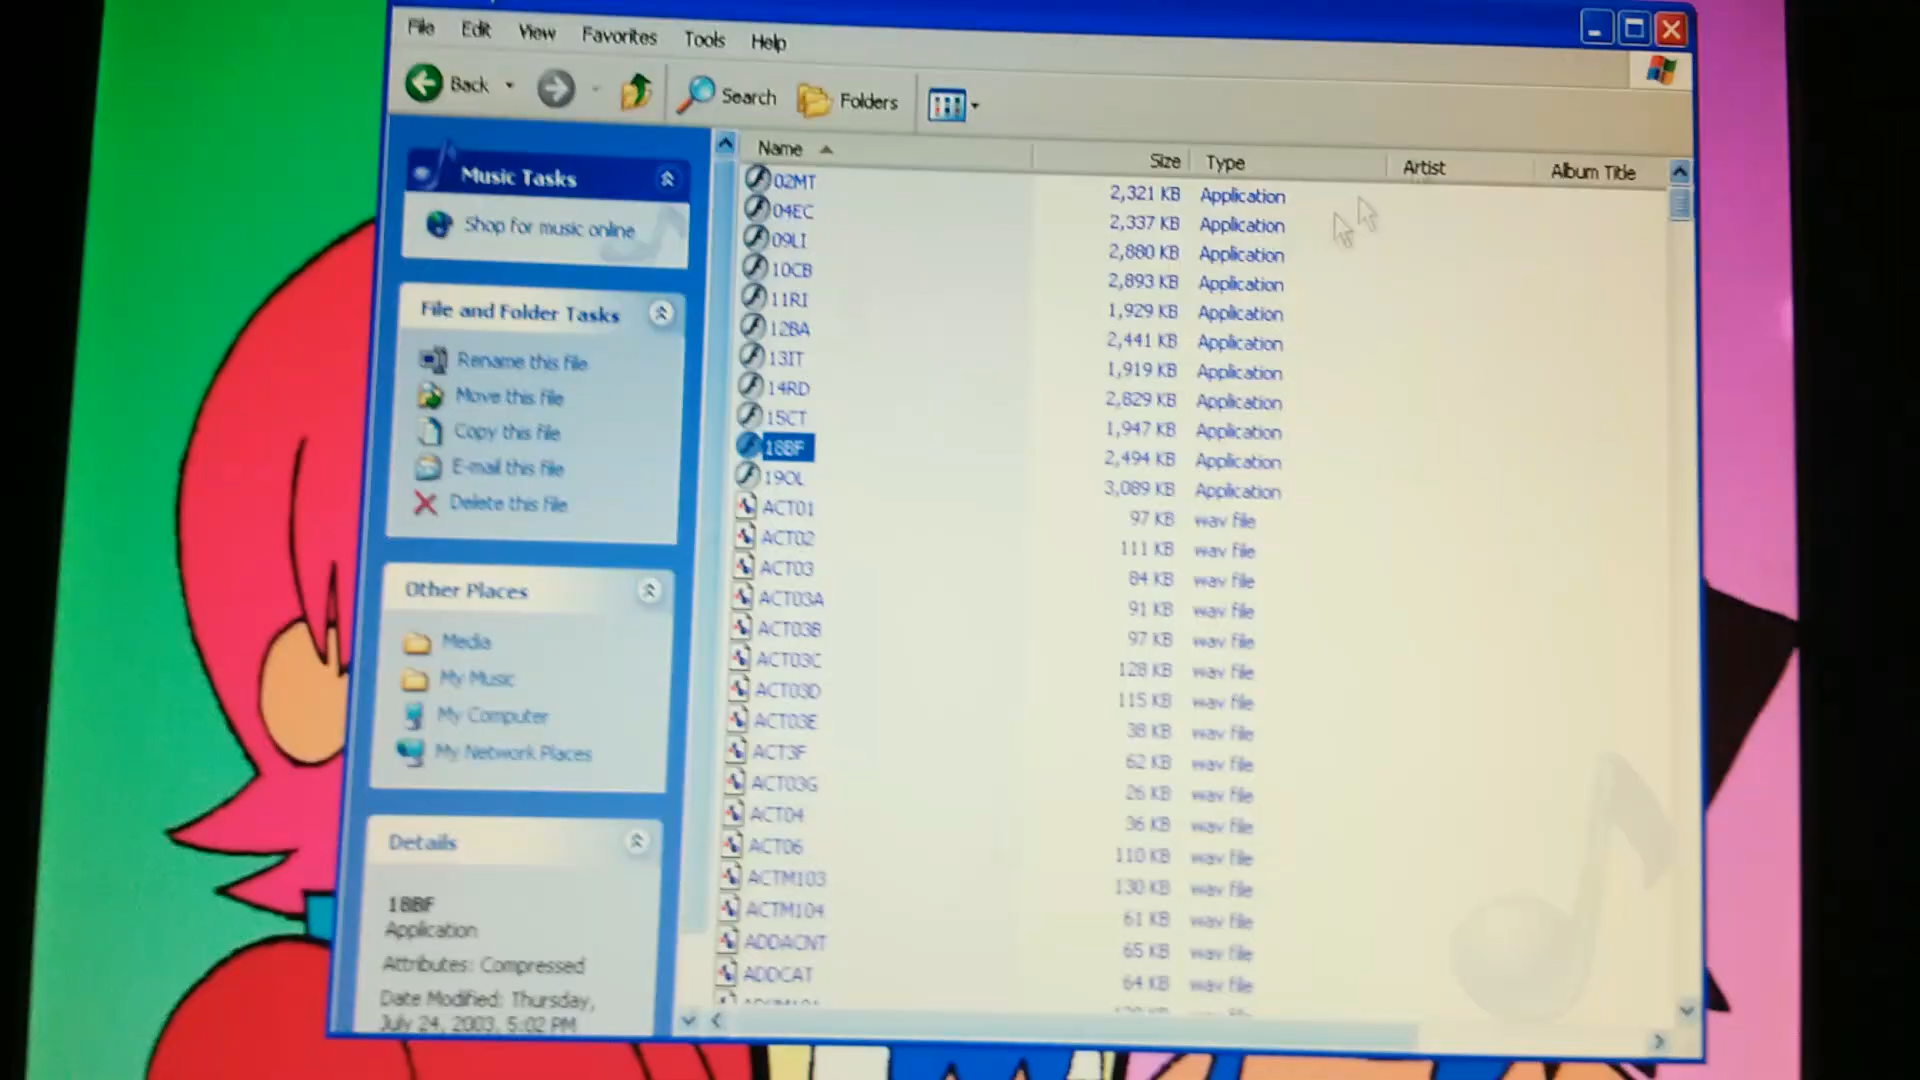 File Edit View Favorites Tools Help
Back Search Folders
Name Size Type Artist Album Title
Music Tasks
Shop for music online
File and Folder Tasks
Rename this file
Move this file
Copy this file
E-mail this file
Delete this file
Other Places
Media
My Music
My Computer
My Network Places
Details
18BF
Application
Attributes: Compressed
Date Modified: Thursday,
July 24, 2003, 5:02 PM
02MT 2,321 KB Application
04EC 2,337 KB Application
09LI 2,880 KB Application
10CB 2,893 KB Application
11RI 1,929 KB Application
12BA 2,441 KB Application
13IT 1,919 KB Application
14RD 2,829 KB Application
15CT 1,947 KB Application
18BF 2,494 KB Application
19OL 3,089 KB Application
ACT01 97 KB wav file
ACT02 111 KB wav file
ACT03 84 KB wav file
ACT03A 91 KB wav file
ACT03B 97 KB wav file
ACT03C 128 KB wav file
ACT03D 115 KB wav file
ACT03E 38 KB wav file
ACT3F 62 KB wav file
ACT03G 26 KB wav file
ACT04 36 KB wav file
ACT06 110 KB wav file
ACTM103 130 KB wav file
ACTM104 61 KB wav file
ADDACNT 65 KB wav file
ADDCAT 64 KB wav file